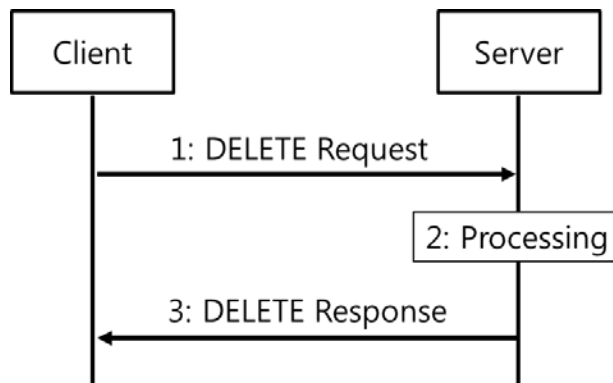 Client
Server
1: DELETE Request
2: Processing
3: DELETE Response